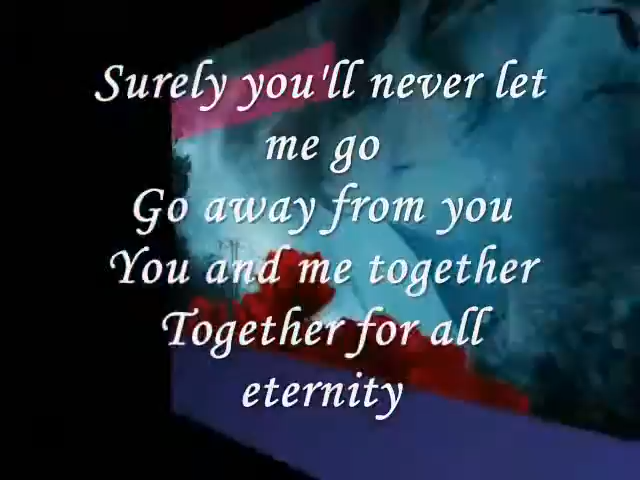 Surely you'll never let
me go
Go away from you
You and me together
Together for all
eternity